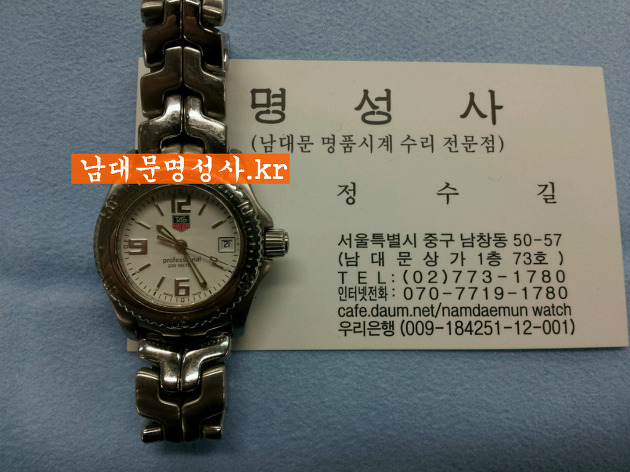 명 성 사
(남대문 명품시계 수리 전문점)
남대문명성사.kr
정 수 길
서울특별시 중구 남창동 50-57
(남 대 문 상 가 1층 73호 )
T E L : (02)773-1780
인터넷전화 : 070-7719-1780
cafe.daum.net/namdaemun watch
우리은행 (009-184251-12-001)
12
TAG
HEUER
9
professional
200 METERS
6